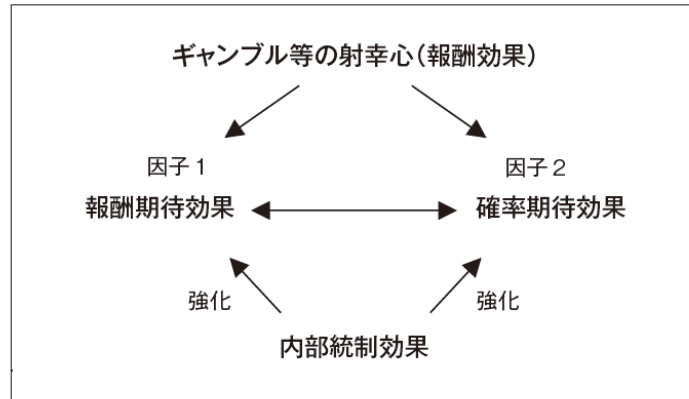 ギャンブル等の射幸心（報酬効果）
因子１
因子２
報酬期待効果
確率期待効果
強化
強化
内部統制効果